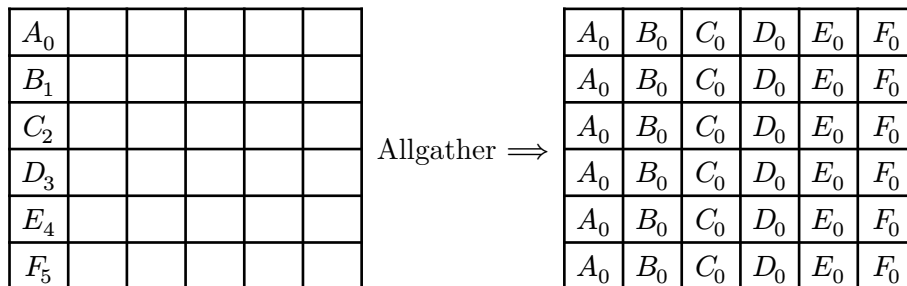 A₀ A₀ B₀ C₀ D₀ E₀ F₀
B₁ A₀ B₀ C₀ D₀ E₀ F₀
C₂ A₀ B₀ C₀ D₀ E₀ F₀
Allgather ⟹
D₃ A₀ B₀ C₀ D₀ E₀ F₀
E₄ A₀ B₀ C₀ D₀ E₀ F₀
F₅ A₀ B₀ C₀ D₀ E₀ F₀